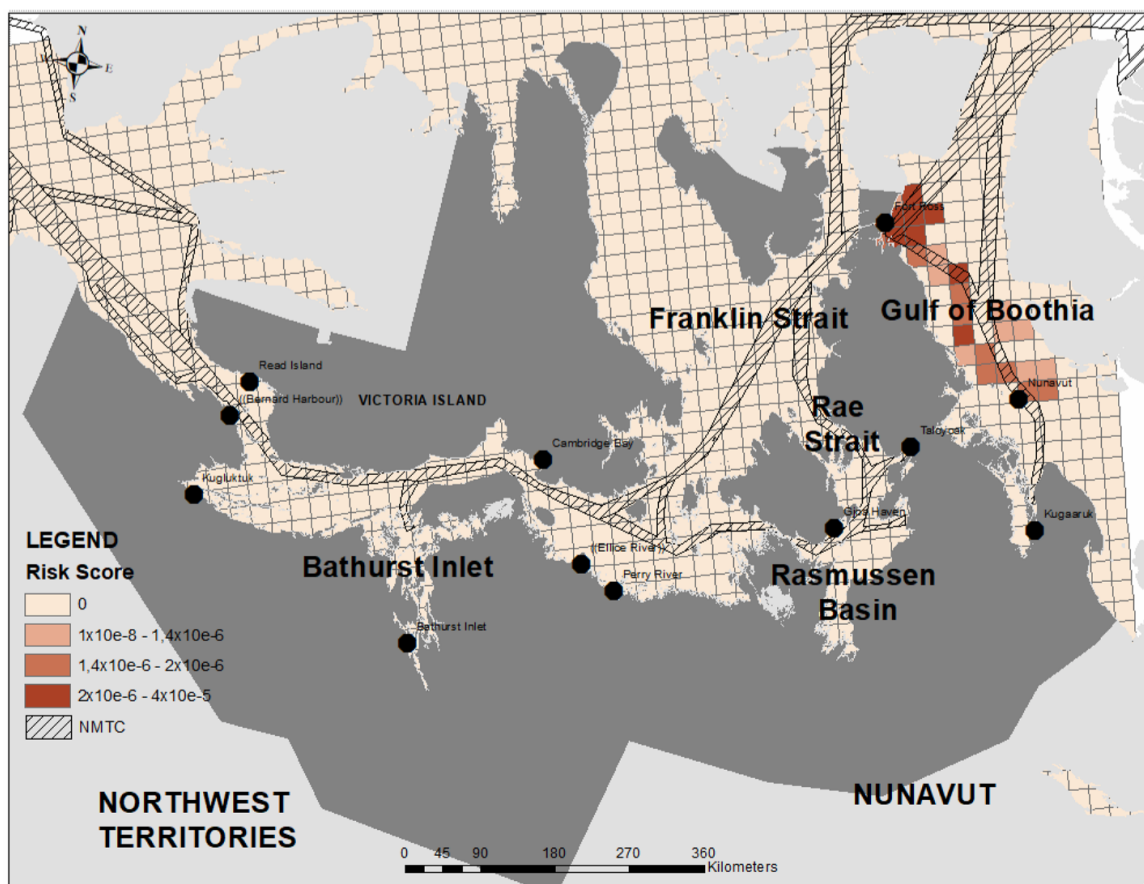 N
W
E
S
Fort Ross
Franklin Strait
Gulf of Boothia
Read Island
((Bernard Harbour))
VICTORIA ISLAND
Nunavut
Rae
Strait
Taloyoak
Cambridge Bay
Kugluktuk
Gjoa Haven
Kugaaruk
LEGEND
Risk Score
0
1x10e-8 - 1,4x10e-6
1,4x10e-6 - 2x10e-6
2x10e-6 - 4x10e-5
NMTC
Bathurst Inlet
((Ellice River))
Perry River
Rasmussen
Basin
Bathurst Inlet
NORTHWEST
TERRITORIES
NUNAVUT
0 45 90 180 270 360
Kilometers